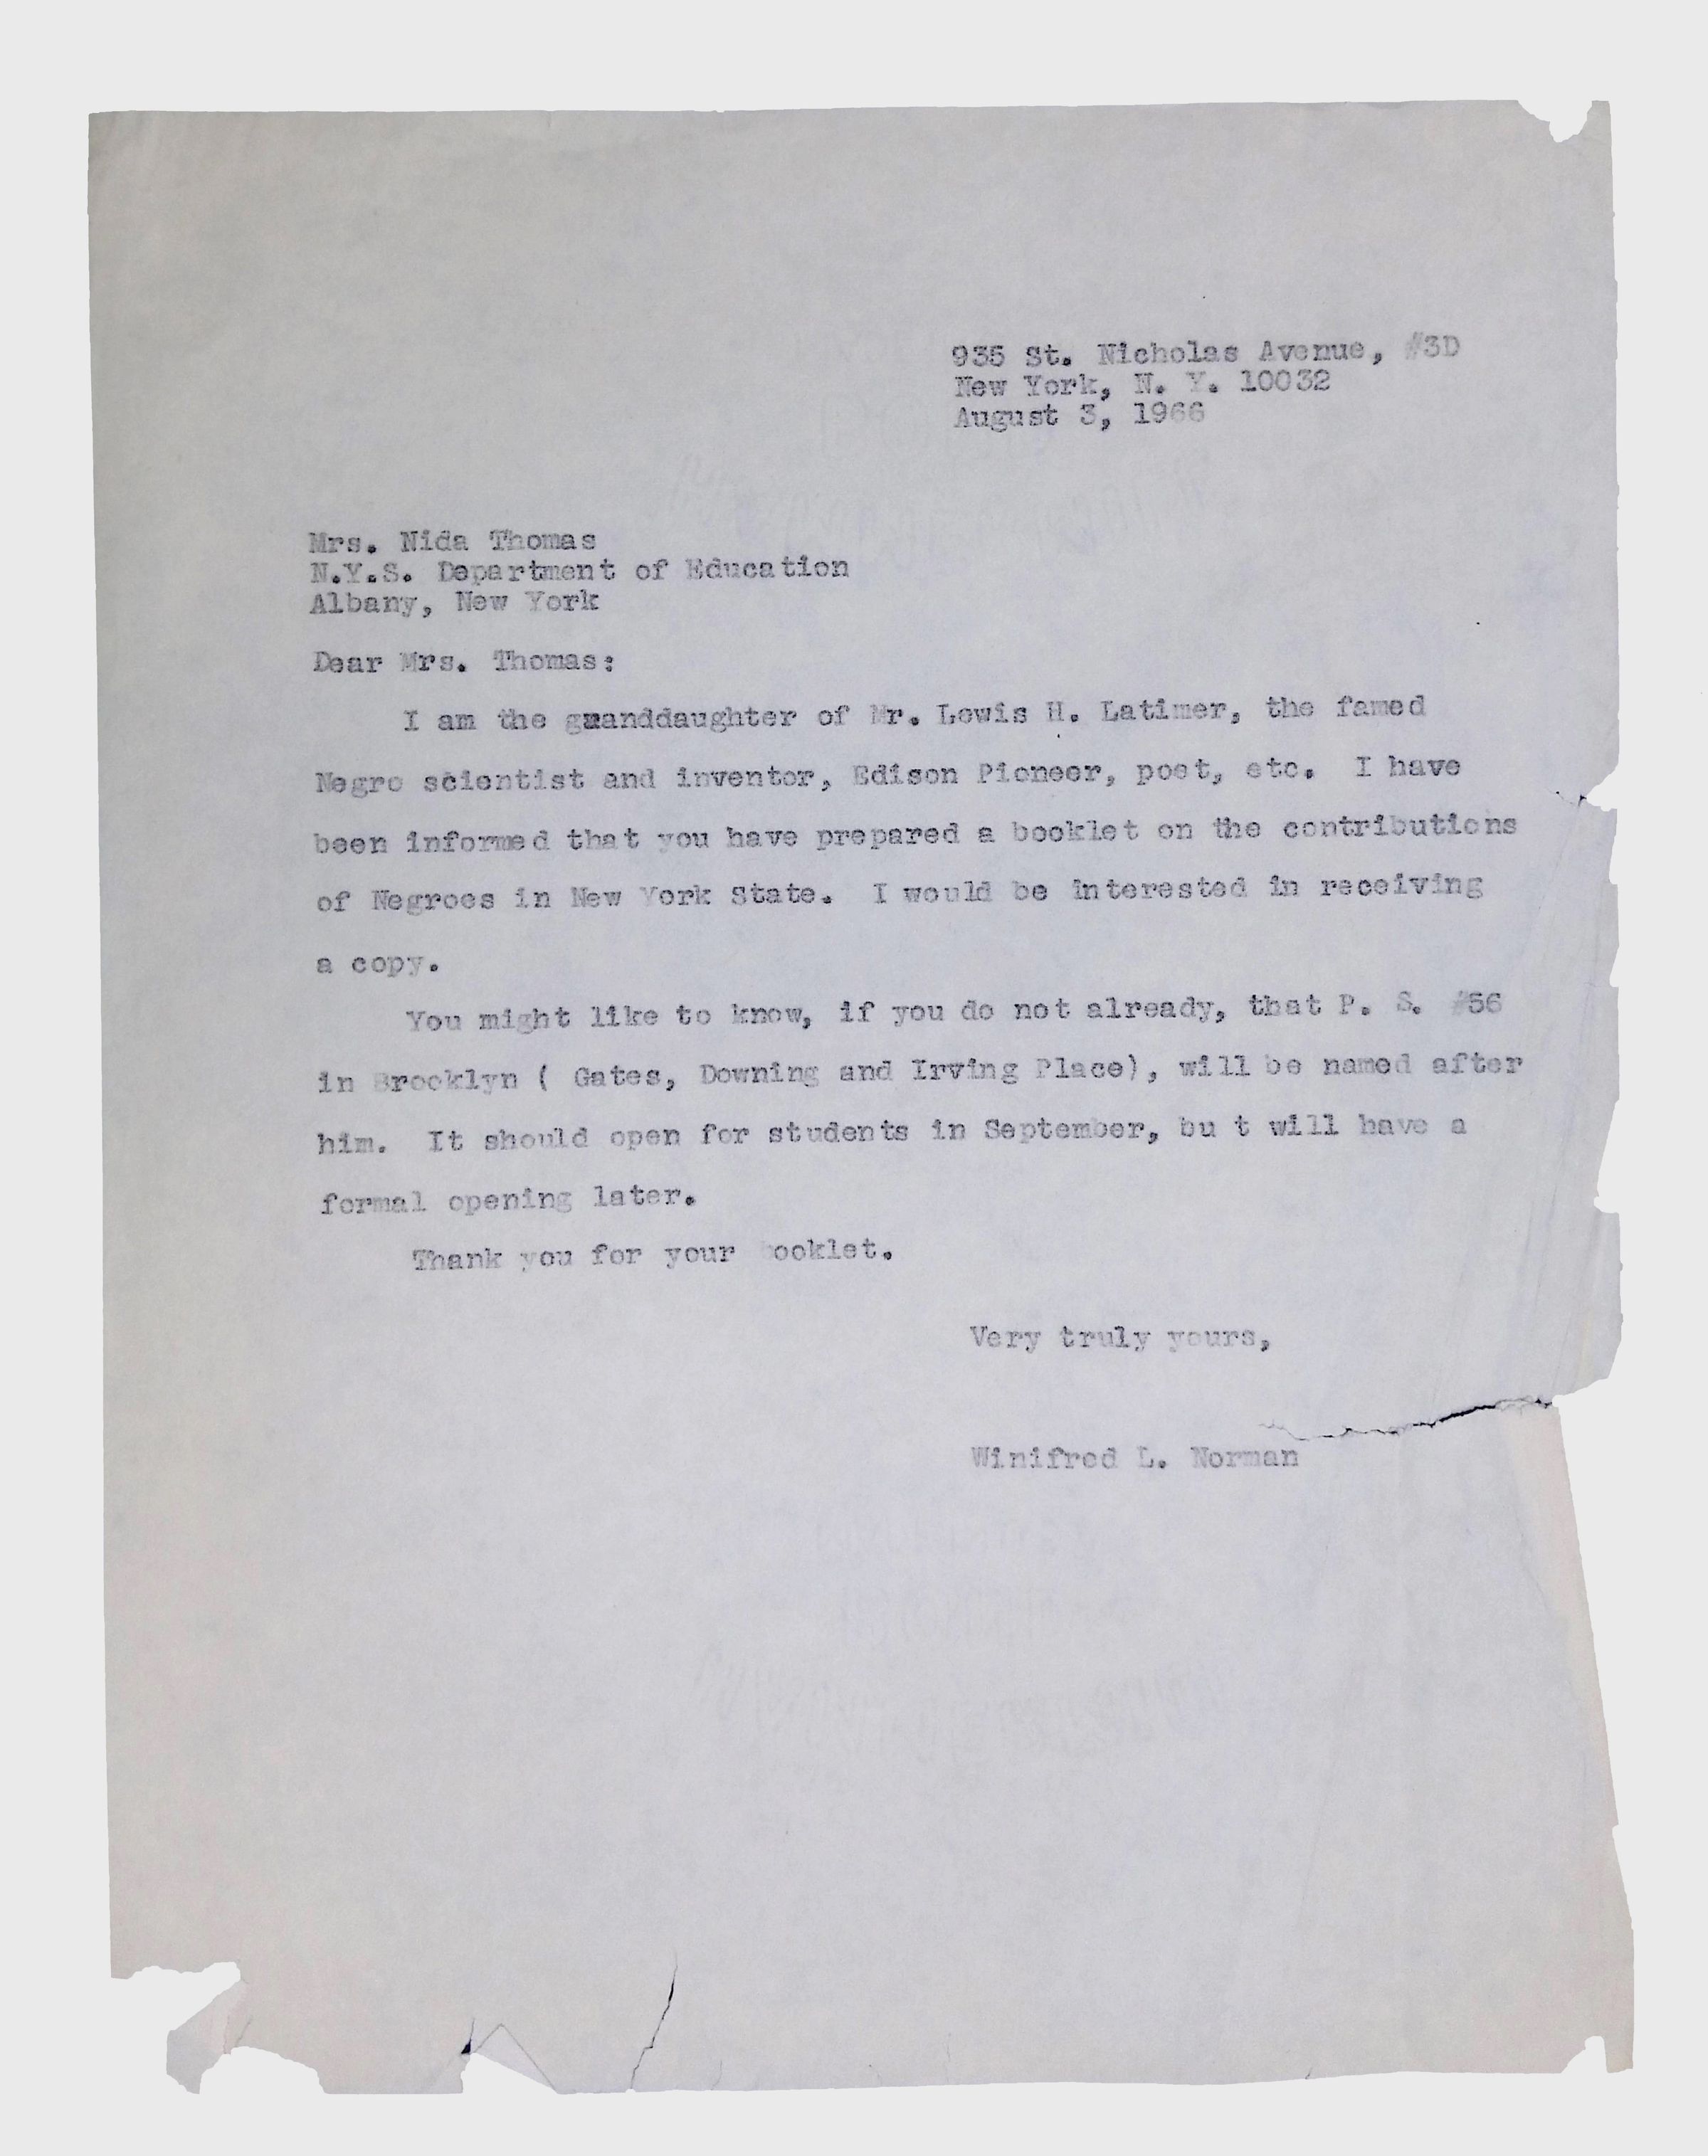 935 St. Nicholas Avenue, #3D
New York, N. Y. 10032
August 3, 1966
Mrs. Nida Thomas
N.Y.S. Department of Education
Albany, New York
Dear Mrs. Thomas:
I am the granddaughter of Mr. Lewis H. Latimer, the famed
Negro scientist and inventor, Edison Pioneer, poet, etc. I have
been informed that you have prepared a booklet on the contributions
of Negroes in New York State. I would be interested in receiving
a copy.
You might like to know, if you do not already, that P. S. #56
in Brooklyn ( Gates, Downing and Irving Place), will be named after
him. It should open for students in September, bu t will have a
formal opening later.
Thank you for your booklet.
Very truly yours,
Winifred L. Norman